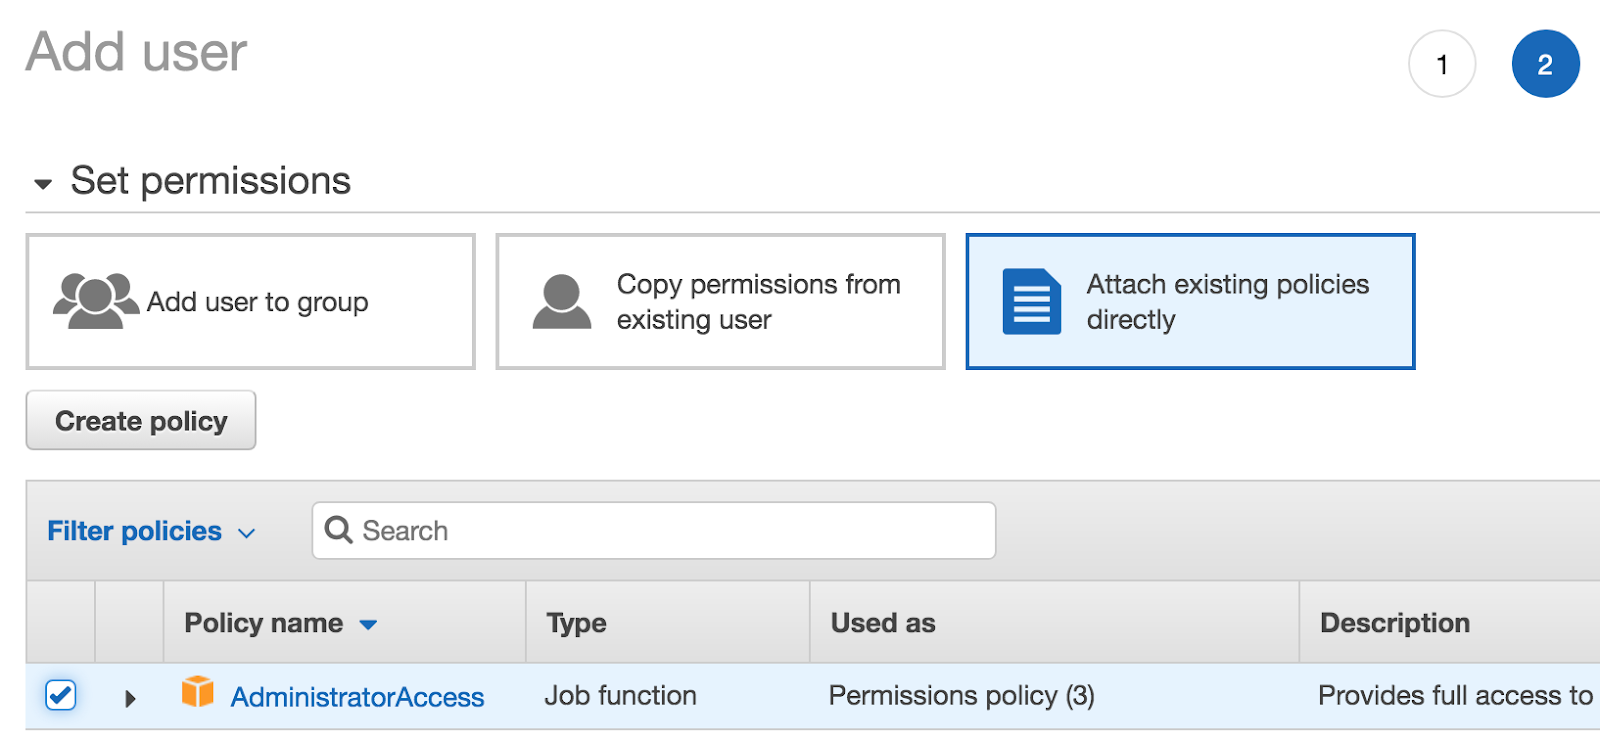 Add user
1 2
Set permissions
Add user to group
Copy permissions from
existing user
Attach existing policies
directly
Create policy
Filter policies
Search
Policy name Type Used as Description
AdministratorAccess Job function Permissions policy (3) Provides full access to